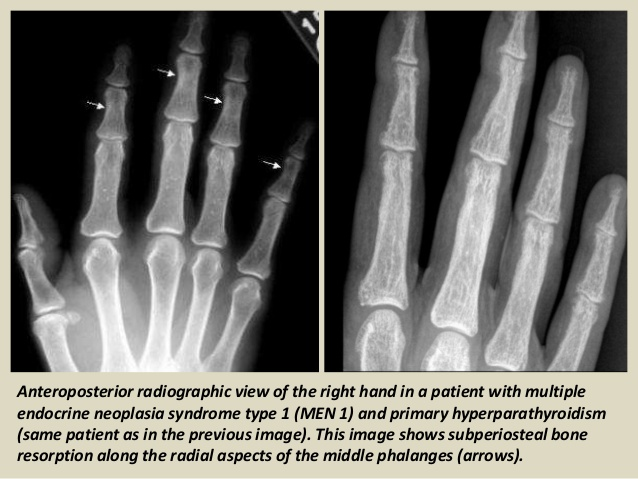 Anteroposterior radiographic view of the right hand in a patient with multiple
endocrine neoplasia syndrome type 1 (MEN 1) and primary hyperparathyroidism
(same patient as in the previous image). This image shows subperiosteal bone
resorption along the radial aspects of the middle phalanges (arrows).